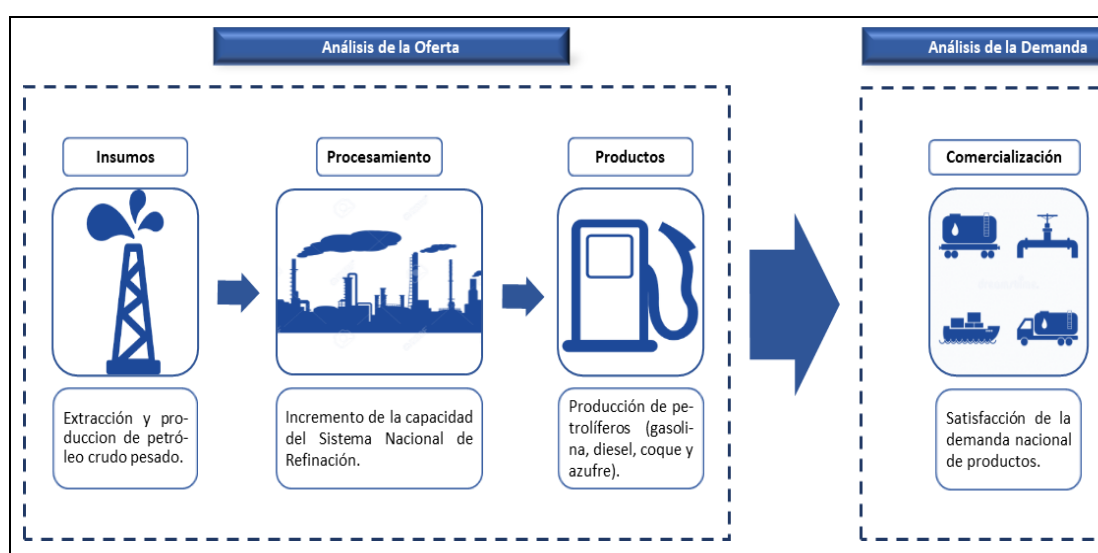 Análisis de la Oferta
Análisis de la Demanda
Insumos
Procesamiento
Productos
Comercialización
Extracción y pro-
duccion de petró-
leo crudo pesado.
Incremento de la capacidad
del Sistema Nacional de
Refinación.
Producción de pe-
trolíferos (gasoli-
na, diesel, coque y
azufre).
Satisfacción de la
demanda nacional
de productos.